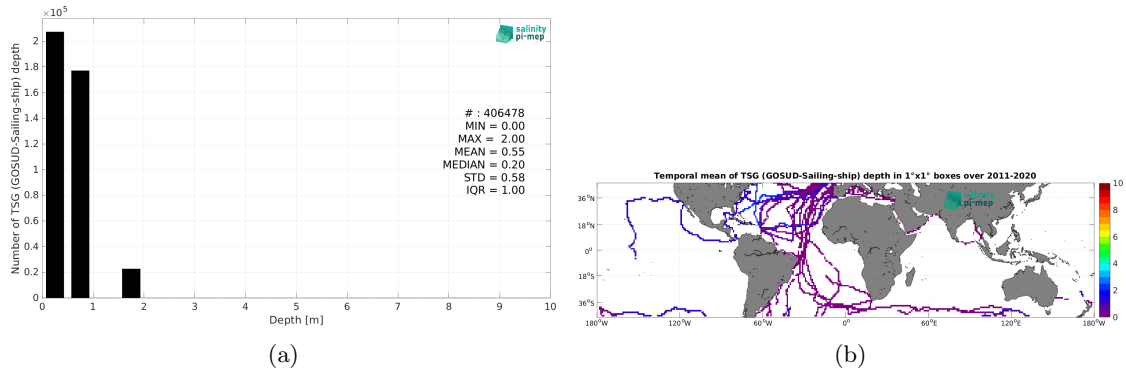 ×10⁵
2
1.8
1.6
1.4
1.2
1
0.8
0.6
0.4
0.2
0
Number of TSG (GOSUD-Sailing-ship) depth
salinity
pi-mep
# : 406478
MIN = 0.00
MAX = 2.00
MEAN = 0.55
MEDIAN = 0.20
STD = 0.58
IQR = 1.00
0 1 2 3 4 5 6 7 8 9 10
Depth [m]
(a)
Temporal mean of TSG (GOSUD-Sailing-ship) depth in 1°x1° boxes over 2011-2020
salinity
pi-mep
36°N
18°N
0°
18°S
36°S
180°W 120°W 60°W 0° 60°E 120°E 180°W
10
8
6
4
2
0
(b)